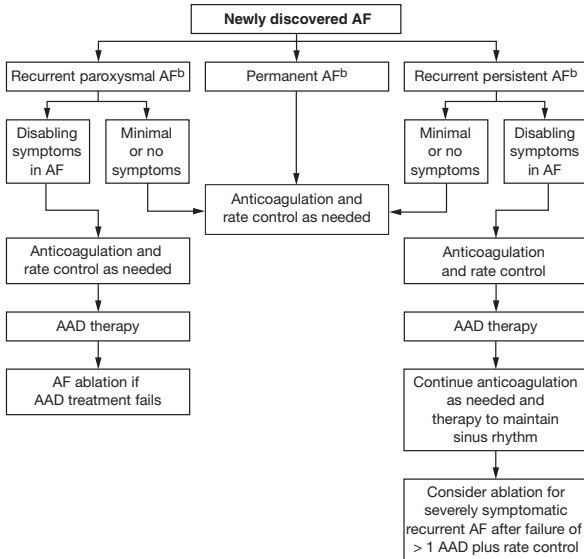 Newly discovered AF
Recurrent paroxysmal AFᵇ
Permanent AFᵇ
Recurrent persistent AFᵇ
Disabling
symptoms
in AF
Minimal
or no
symptoms
Minimal
or no
symptoms
Disabling
symptoms
in AF
Anticoagulation and
rate control as needed
Anticoagulation and
rate control as needed
Anticoagulation
and rate control
AAD therapy
AAD therapy
AF ablation if
AAD treatment fails
Continue anticoagulation
as needed and
therapy to maintain
sinus rhythm
Consider ablation for
severely symptomatic
recurrent AF after failure of
> 1 AAD plus rate control